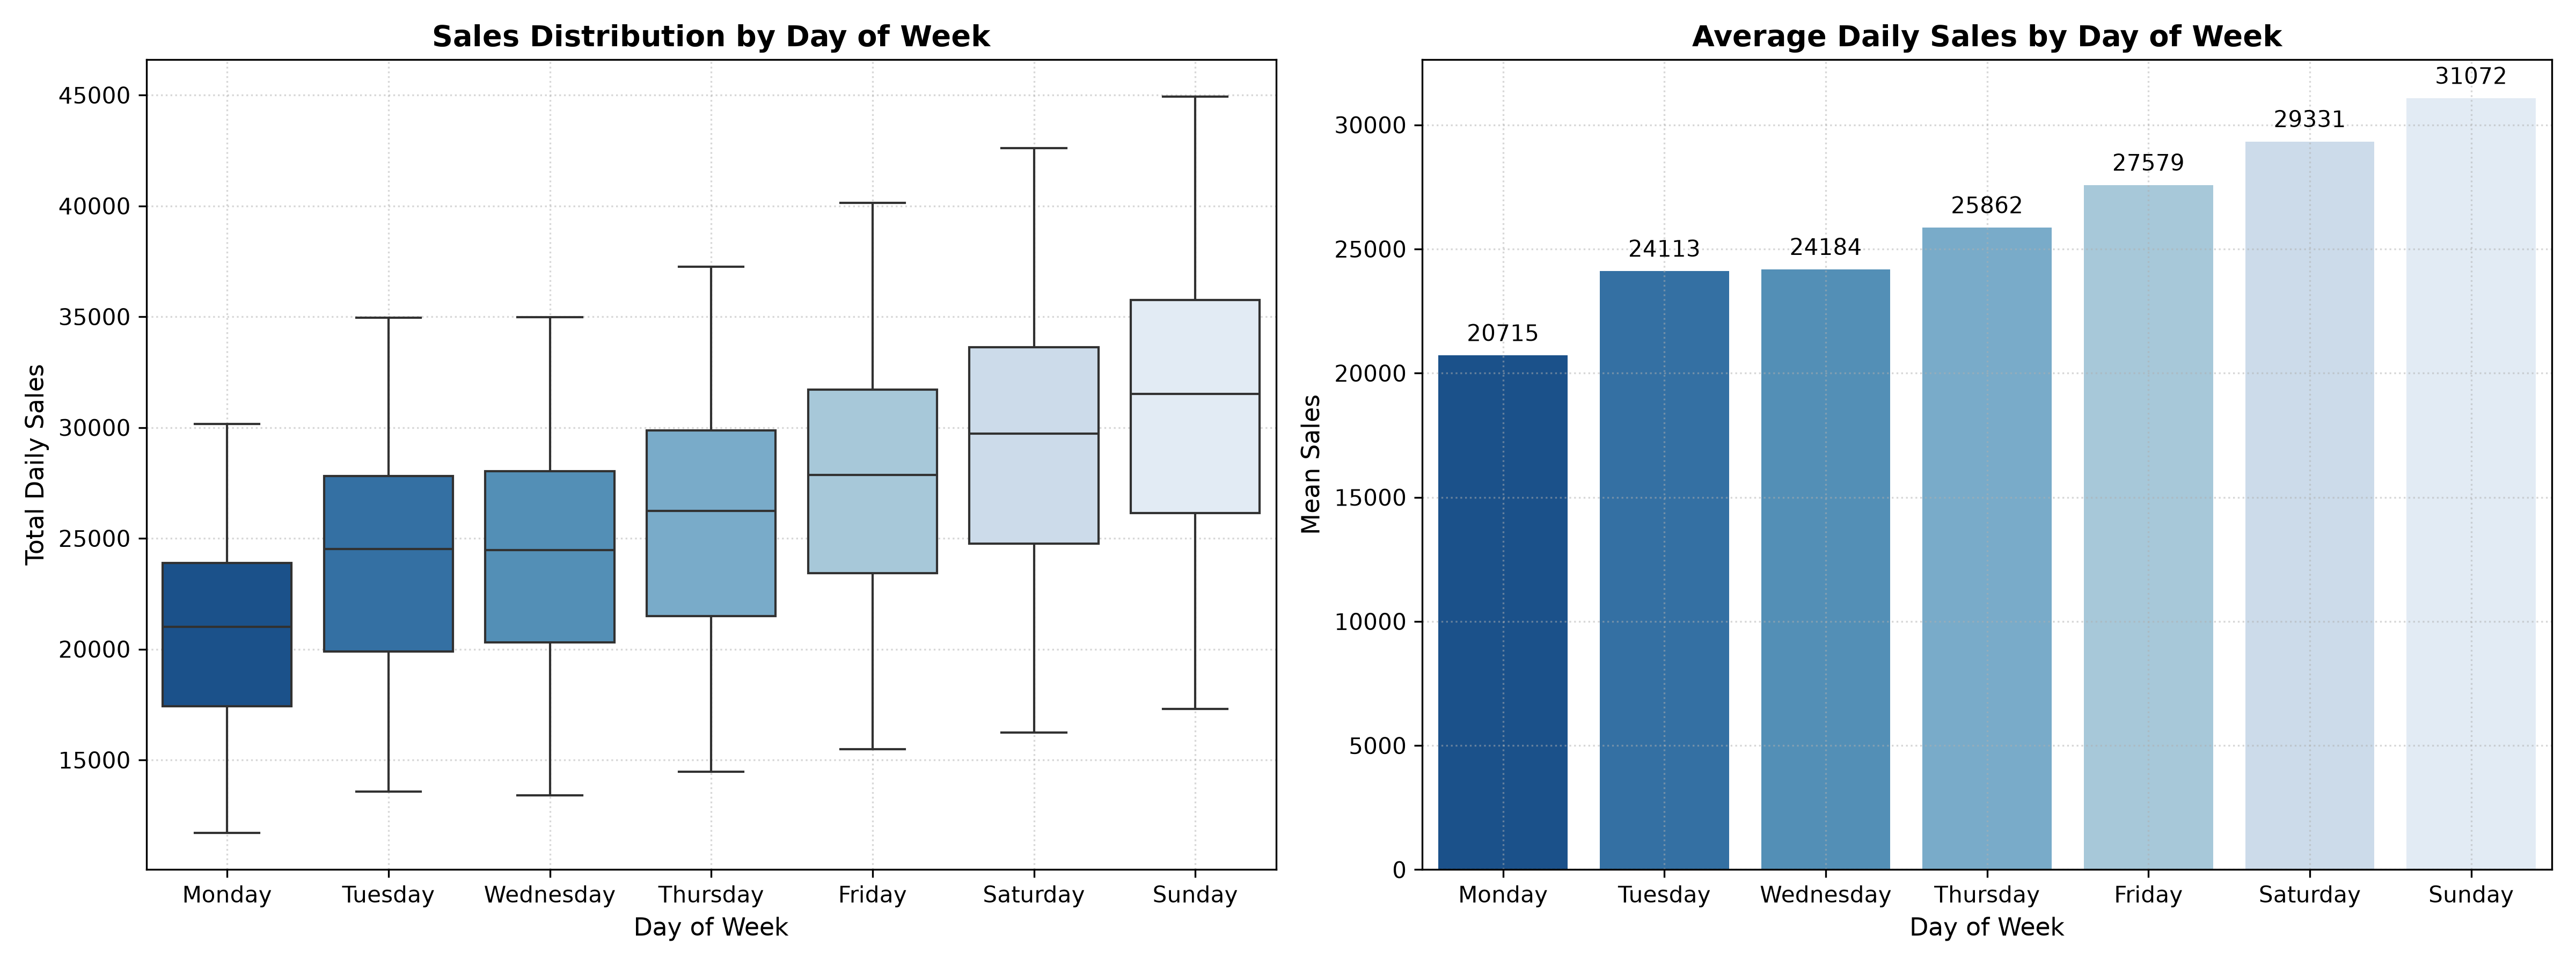 Sales Distribution by Day of Week
Total Daily Sales
45000
40000
35000
30000
25000
20000
15000
Monday Tuesday Wednesday Thursday Friday Saturday Sunday
Day of Week
Average Daily Sales by Day of Week
Mean Sales
30000
25000
20000
15000
10000
5000
0
20715
24113
24184
25862
27579
29331
31072
Monday Tuesday Wednesday Thursday Friday Saturday Sunday
Day of Week